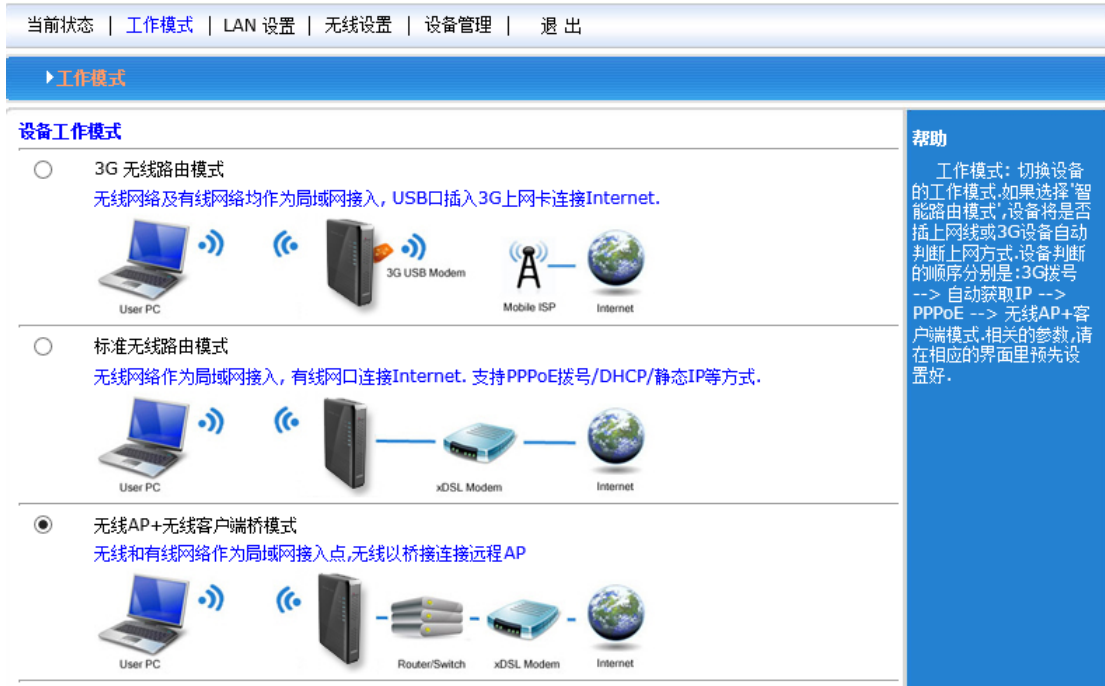 当前状态 | 工作模式 | LAN 设置 | 无线设置 | 设备管理 | 退 出
工作模式
设备工作模式
3G 无线路由模式
无线网络及有线网络均作为局域网接入, USB口插入3G上网卡连接Internet.
3G USB Modem
User PC
Mobile ISP
Internet
标准无线路由模式
无线网络作为局域网接入, 有线网口连接Internet. 支持PPPoE拨号/DHCP/静态IP等方式.
User PC
xDSL Modem
Internet
无线AP+无线客户端桥模式
无线和有线网络作为局域网接入点,无线以桥接连接远程AP
User PC
Router/Switch
xDSL Modem
Internet
帮助
工作模式: 切换设备
的工作模式.如果选择'智
能路由模式',设备将是否
插上网线或3G设备自动
判断上网方式.设备判断
的顺序分别是:3G拨号
--> 自动获取IP -->
PPPoE --> 无线AP+客
户端模式.相关的参数,请
在相应的界面里预先设
置好.